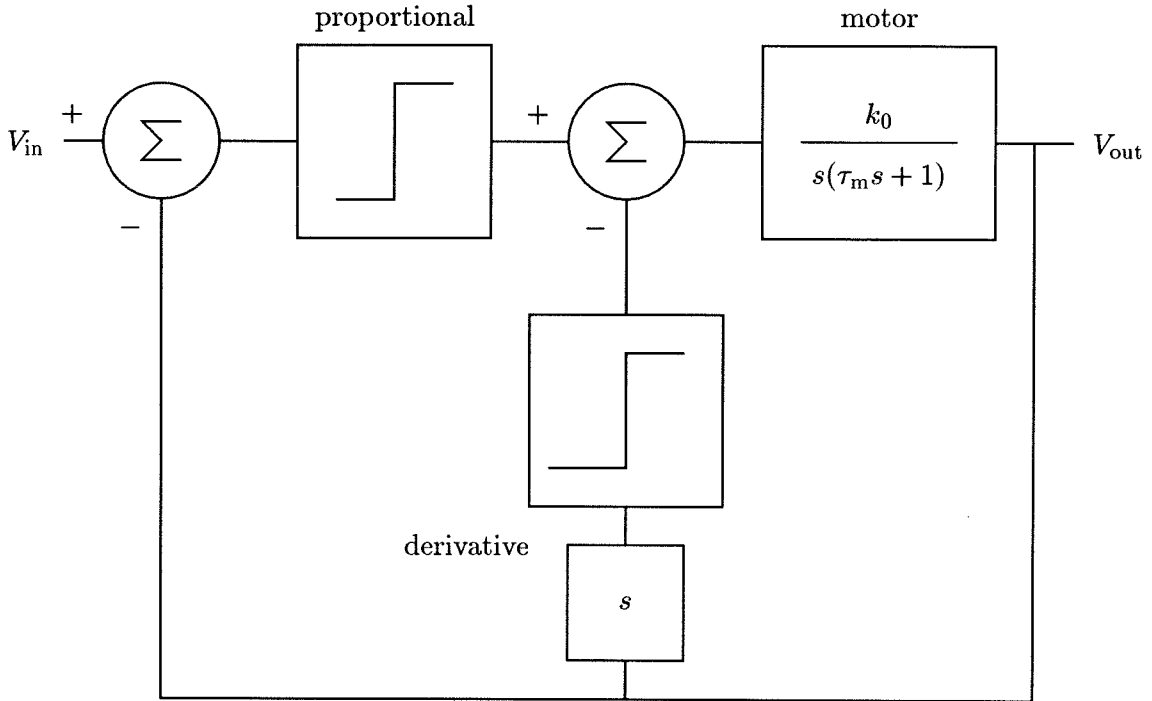 proportional
motor
+
+
V_in
Σ
Σ
k_0
s(τ_m s + 1)
V_out
−
−
derivative
s